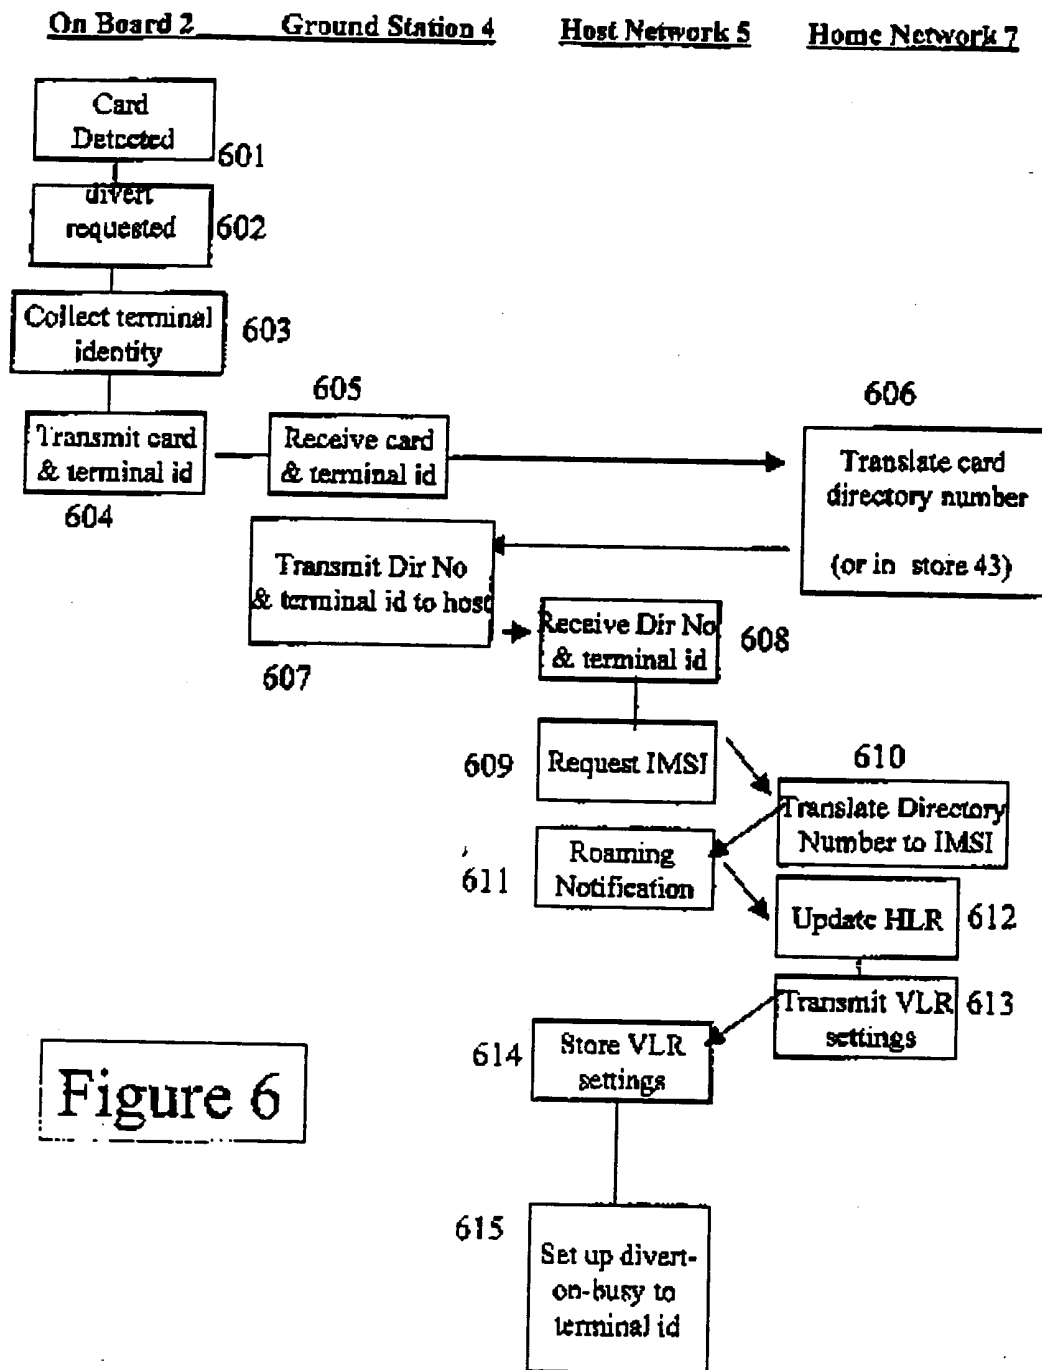 On Board 2 Ground Station 4 Host Network 5 Home Network 7
Card
Detected
601
divert
requested
602
Collect terminal
identity
603
605
606
Transmit card
& terminal id
604
Receive card
& terminal id
Translate card
directory number
(or in store 43)
Transmit Dir No
& terminal id to host
607
Receive Dir No
& terminal id
608
609
Request IMSI
610
Translate Directory
Number to IMSI
611
Roaming
Notification
Update HLR
612
Transmit VLR
settings
613
614
Store VLR
settings
Figure 6
615
Set up divert-
on-busy to
terminal id